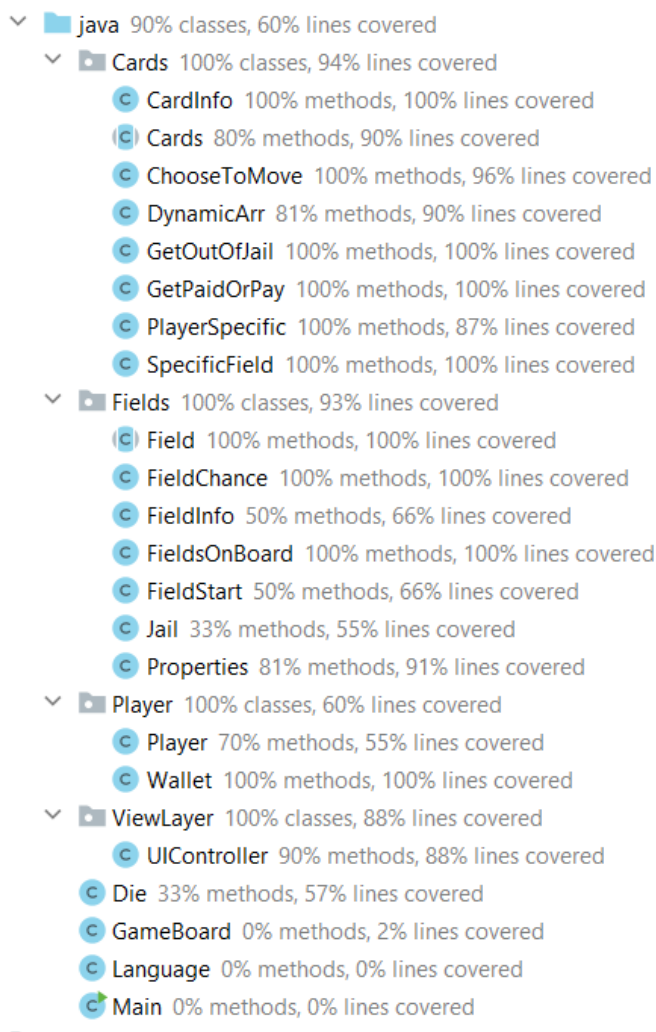 java 90% classes, 60% lines covered
Cards 100% classes, 94% lines covered
C CardInfo 100% methods, 100% lines covered
C Cards 80% methods, 90% lines covered
C ChooseToMove 100% methods, 96% lines covered
C DynamicArr 81% methods, 90% lines covered
C GetOutOfJail 100% methods, 100% lines covered
C GetPaidOrPay 100% methods, 100% lines covered
C PlayerSpecific 100% methods, 87% lines covered
C SpecificField 100% methods, 100% lines covered
Fields 100% classes, 93% lines covered
C Field 100% methods, 100% lines covered
C FieldChance 100% methods, 100% lines covered
C FieldInfo 50% methods, 66% lines covered
C FieldsOnBoard 100% methods, 100% lines covered
C FieldStart 50% methods, 66% lines covered
C Jail 33% methods, 55% lines covered
C Properties 81% methods, 91% lines covered
Player 100% classes, 60% lines covered
C Player 70% methods, 55% lines covered
C Wallet 100% methods, 100% lines covered
ViewLayer 100% classes, 88% lines covered
C UIController 90% methods, 88% lines covered
C Die 33% methods, 57% lines covered
C GameBoard 0% methods, 2% lines covered
C Language 0% methods, 0% lines covered
C Main 0% methods, 0% lines covered